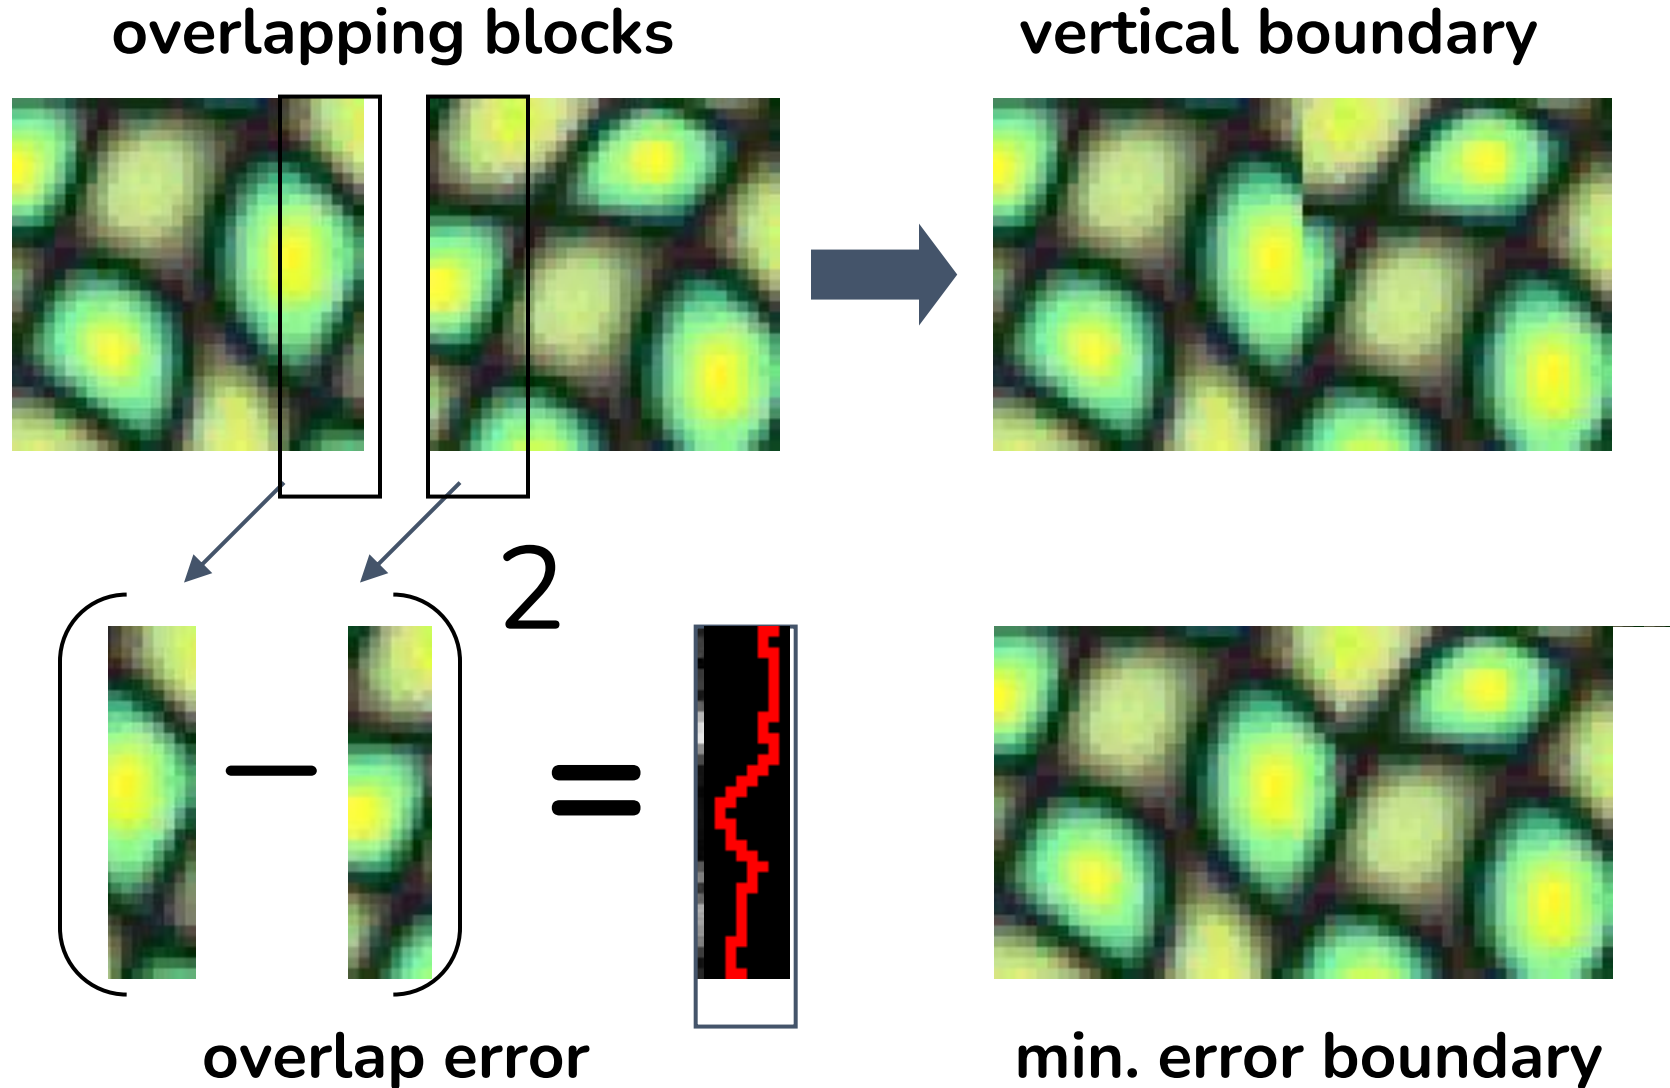 overlapping blocks
vertical boundary
2
overlap error
min. error boundary